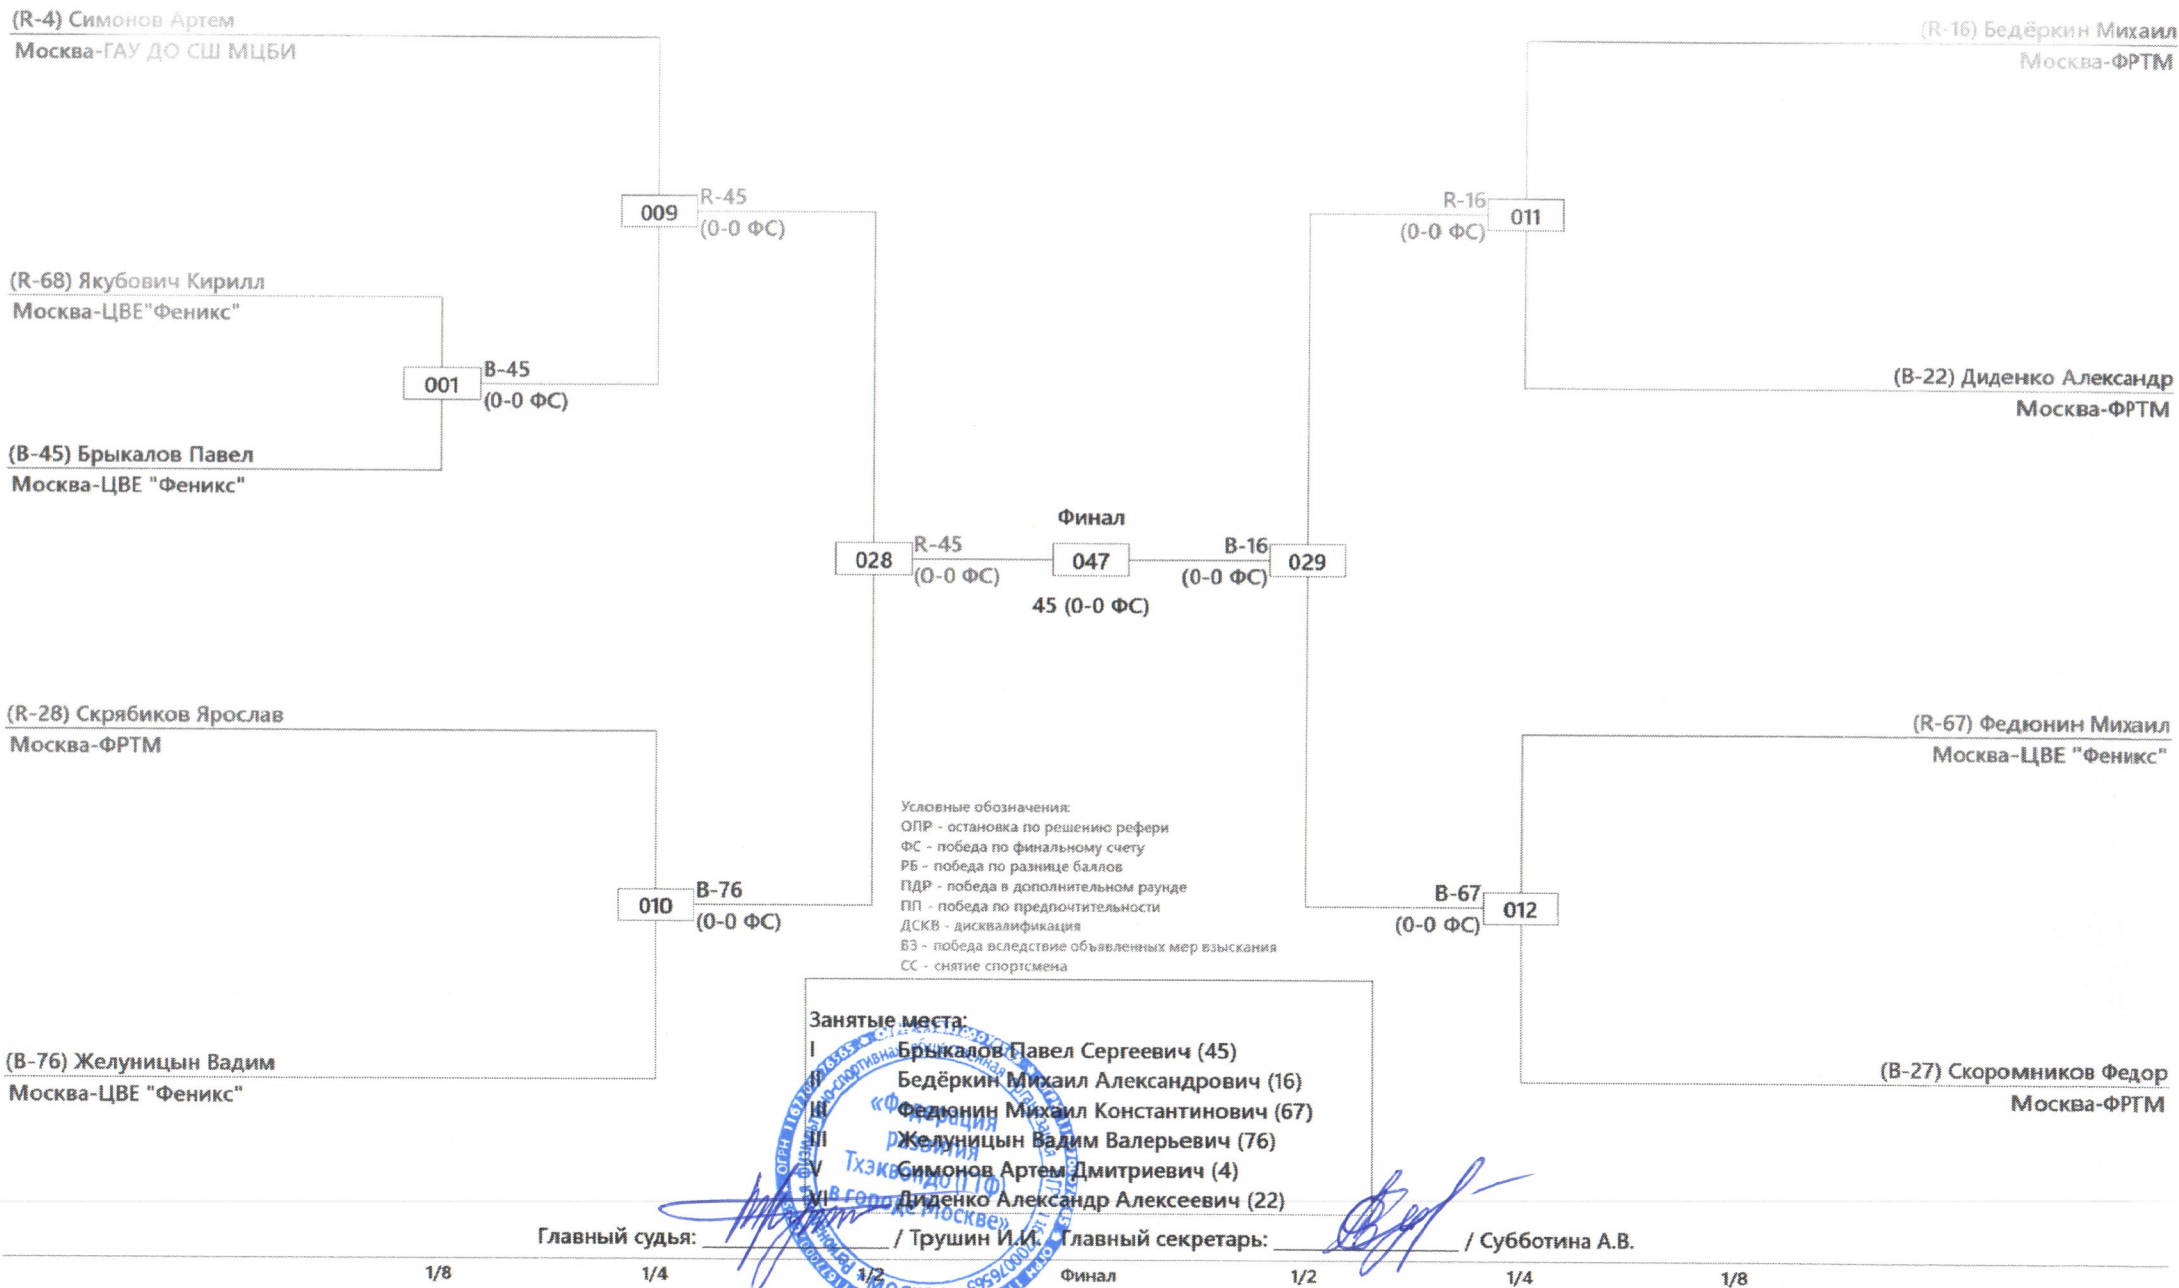 (R-4) Симонов Артем
Москва-ГАУ ДО СШ МЦБИ
(R-16) Бедёркин Михаил
Москва-ФРТМ
009
R-45
(0-0 ФС)
R-16
(0-0 ФС)
011
(R-68) Якубович Кирилл
Москва-ЦВЕ"Феникс"
001
B-45
(0-0 ФС)
(B-22) Диденко Александр
Москва-ФРТМ
(B-45) Брыкалов Павел
Москва-ЦВЕ "Феникс"
Финал
028
R-45
(0-0 ФС)
047
B-16
(0-0 ФС)
029
45 (0-0 ФС)
(R-28) Скрябиков Ярослав
Москва-ФРТМ
(R-67) Федюнин Михаил
Москва-ЦВЕ "Феникс"
Условные обозначения:
ОПР - остановка по решению рефери
ФС - победа по финальному счету
РБ - победа по разнице баллов
ПДР - победа в дополнительном раунде
ПП - победа по предпочтительности
ДСКВ - дисквалификация
ВЗ - победа вследствие объявленных мер взыскания
СС - снятие спортсмена
010
B-76
(0-0 ФС)
B-67
(0-0 ФС)
012
(B-76) Желуницын Вадим
Москва-ЦВЕ "Феникс"
(B-27) Скоромников Федор
Москва-ФРТМ
Занятые места:
I Брыкалов Павел Сергеевич (45)
II Бедёркин Михаил Александрович (16)
III Федюнин Михаил Константинович (67)
III Желуницын Вадим Валерьевич (76)
V Симонов Артем Дмитриевич (4)
VI Диденко Александр Алексеевич (22)
«Федерация
развития
Тхэквондо ИТФ
в городе Москве»
Главный судья: / Трушин И.И. Главный секретарь: / Субботина А.В.
1/8 1/4 1/2 Финал 1/2 1/4 1/8